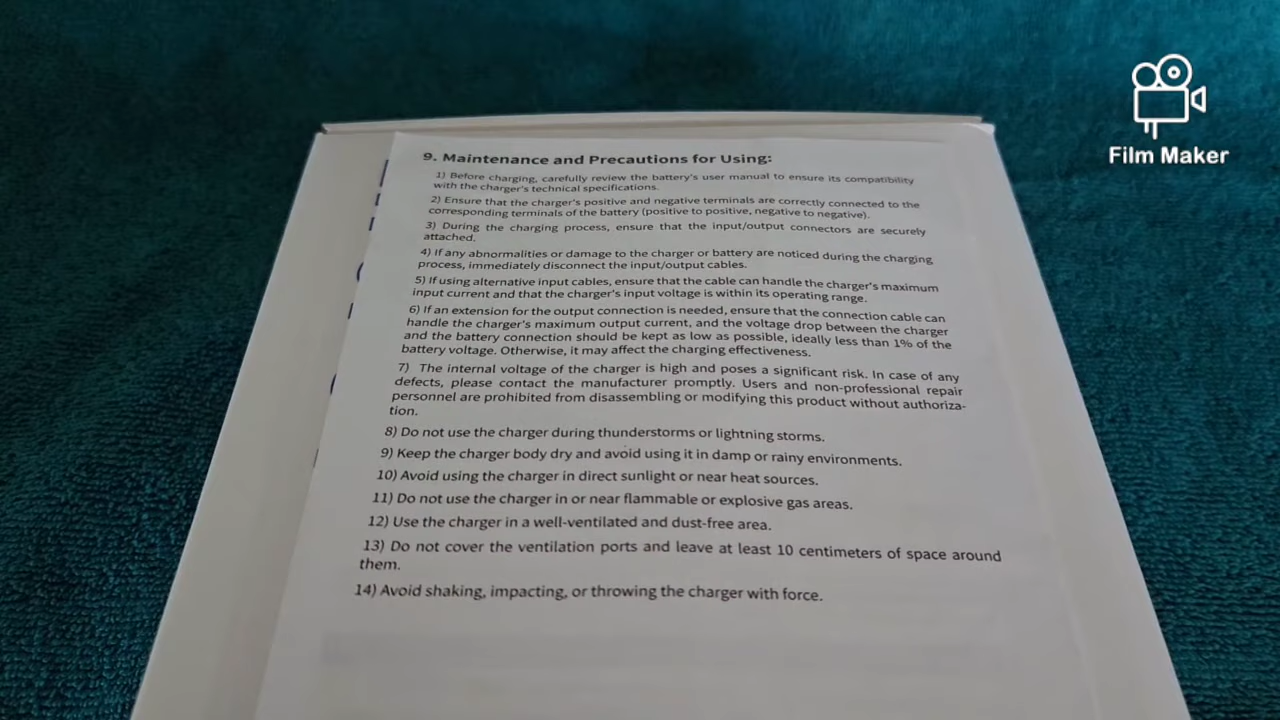 Film Maker
9. Maintenance and Precautions for Using:
1) Before charging, carefully review the battery's user manual to ensure its compatibility
with the charger's technical specifications.
2) Ensure that the charger's positive and negative terminals are correctly connected to the
corresponding terminals of the battery (positive to positive, negative to negative).
3) During the charging process, ensure that the input/output connectors are securely
attached.
4) If any abnormalities or damage to the charger or battery are noticed during the charging
process, immediately disconnect the input/output cables.
5) If using alternative input cables, ensure that the cable can handle the charger's maximum
input current and that the charger's input voltage is within its operating range.
6) If an extension for the output connection is needed, ensure that the connection cable can
handle the charger's maximum output current, and the voltage drop between the charger
and the battery connection should be kept as low as possible, ideally less than 1% of the
battery voltage. Otherwise, it may affect the charging effectiveness.
7) The internal voltage of the charger is high and poses a significant risk. In case of any
defects, please contact the manufacturer promptly. Users and non-professional repair
personnel are prohibited from disassembling or modifying this product without authoriza-
tion.
8) Do not use the charger during thunderstorms or lightning storms.
9) Keep the charger body dry and avoid using it in damp or rainy environments.
10) Avoid using the charger in direct sunlight or near heat sources.
11) Do not use the charger in or near flammable or explosive gas areas.
12) Use the charger in a well-ventilated and dust-free area.
13) Do not cover the ventilation ports and leave at least 10 centimeters of space around
them.
14) Avoid shaking, impacting, or throwing the charger with force.